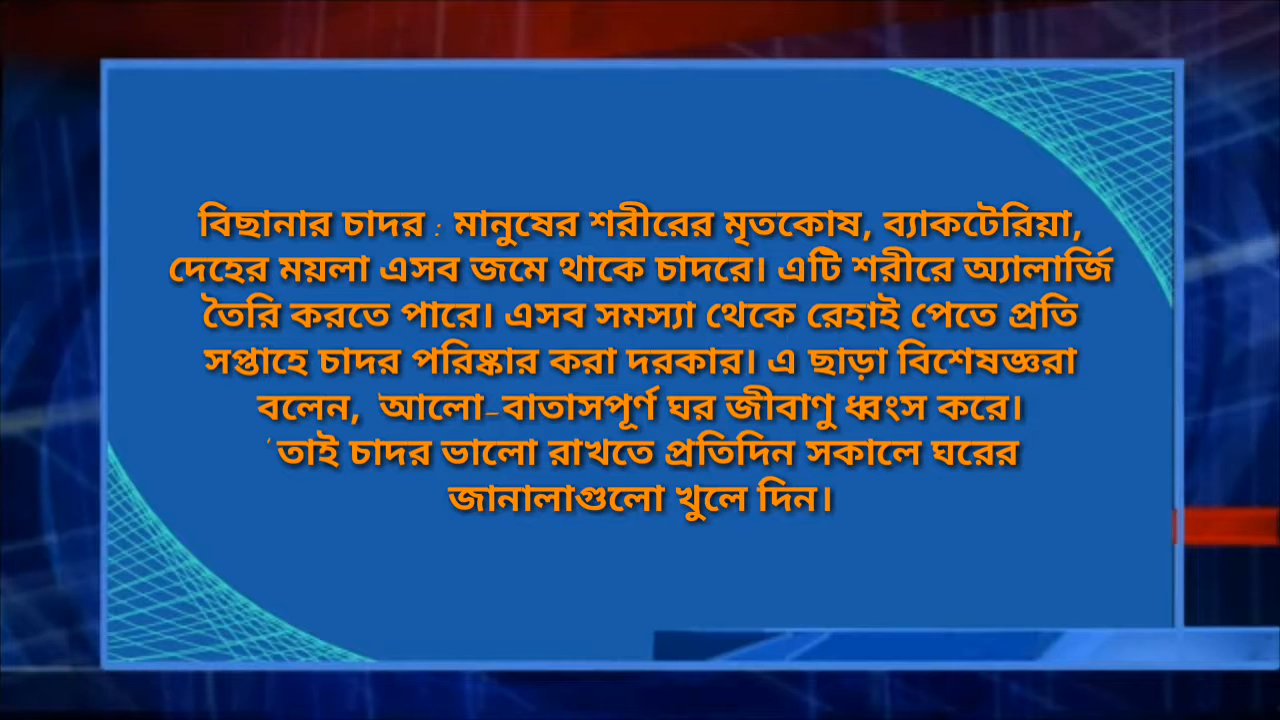 বিছানার চাদর : মানুষের শরীরের মৃতকোষ, ব্যাকটেরিয়া,
দেহের ময়লা এসব জমে থাকে চাদরে। এটি শরীরে অ্যালার্জি
তৈরি করতে পারে। এসব সমস্যা থেকে রেহাই পেতে প্রতি
সপ্তাহে চাদর পরিষ্কার করা দরকার। এ ছাড়া বিশেষজ্ঞরা
বলেন, 'আলো-বাতাসপূর্ণ ঘর জীবাণু ধ্বংস করে।
' তাই চাদর ভালো রাখতে প্রতিদিন সকালে ঘরের
জানালাগুলো খুলে দিন।